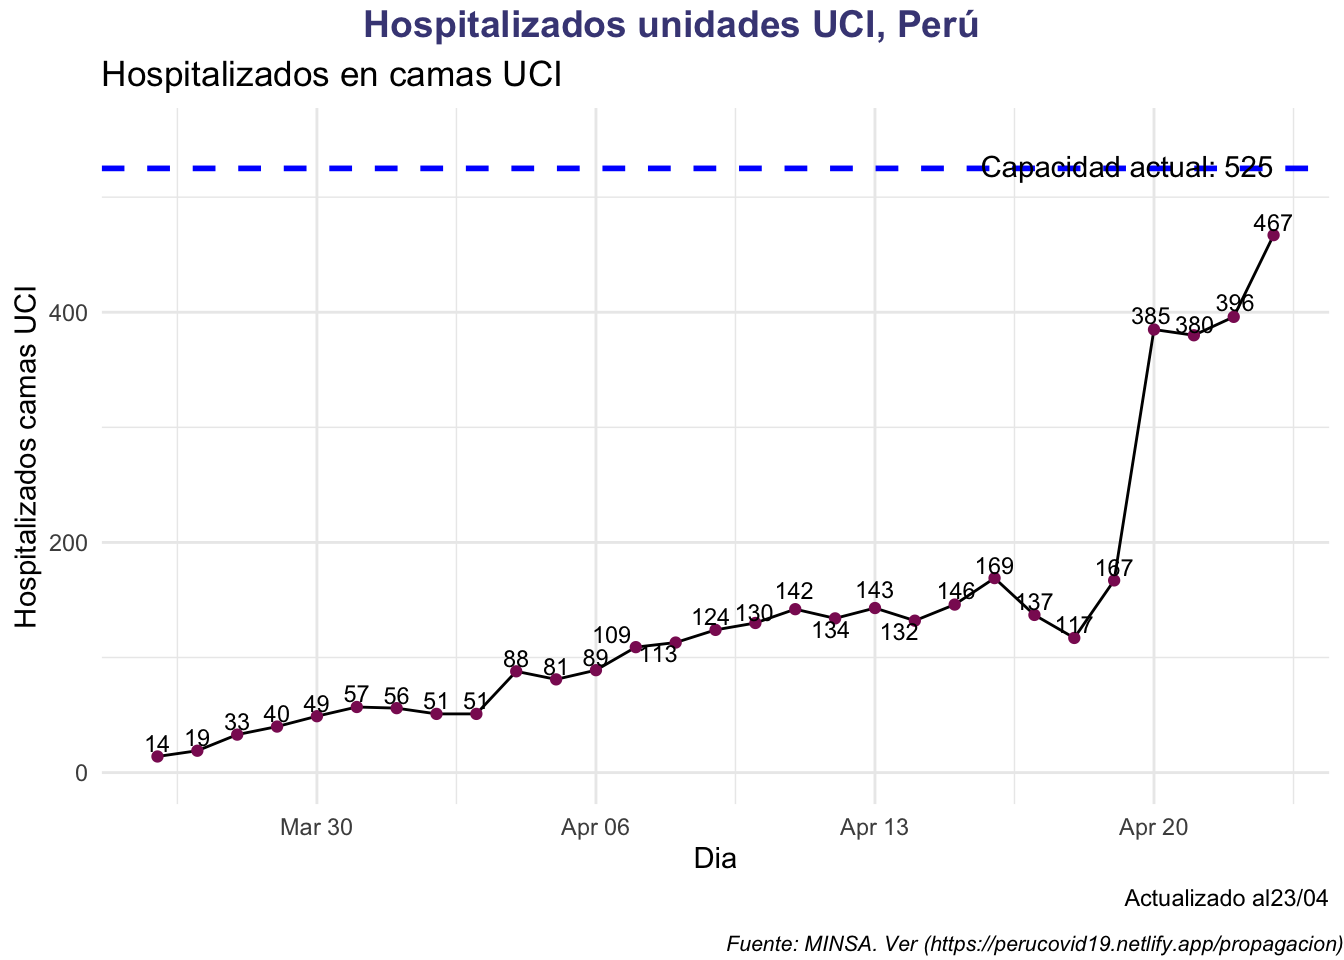 Hospitalizados unidades UCI, Perú
Hospitalizados en camas UCI
Capacidad actual: 525
Hospitalizados camas UCI
400
200
0
14
19
33
40
49
57
56
51
51
88
81
89
109
113
124
130
142
134
143
132
146
169
137
117
167
385
380
396
467
Mar 30
Apr 06
Apr 13
Apr 20
Dia
Actualizado al23/04
Fuente: MINSA. Ver (https://perucovid19.netlify.app/propagacion)